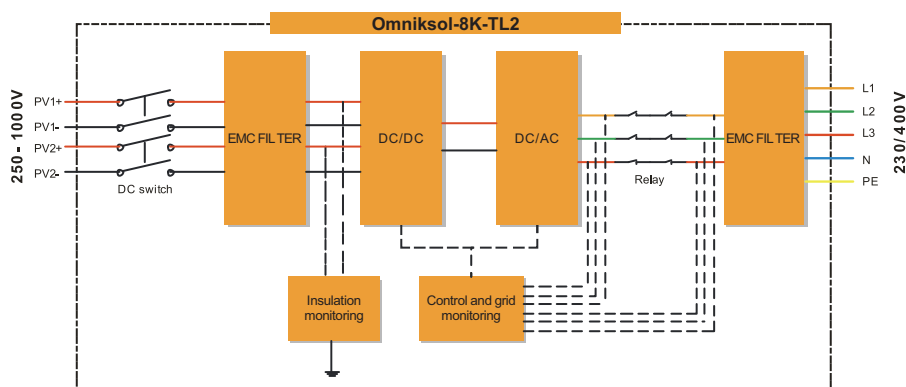 Omniksol-8K-TL2
250-1000V
PV1+
PV1-
PV2+
PV2-
DC switch
EMC FILTER
DC/DC
DC/AC
Relay
EMC FILTER
L1
L2
L3
N
PE
230/400V
Insulation
monitoring
Control and grid
monitoring